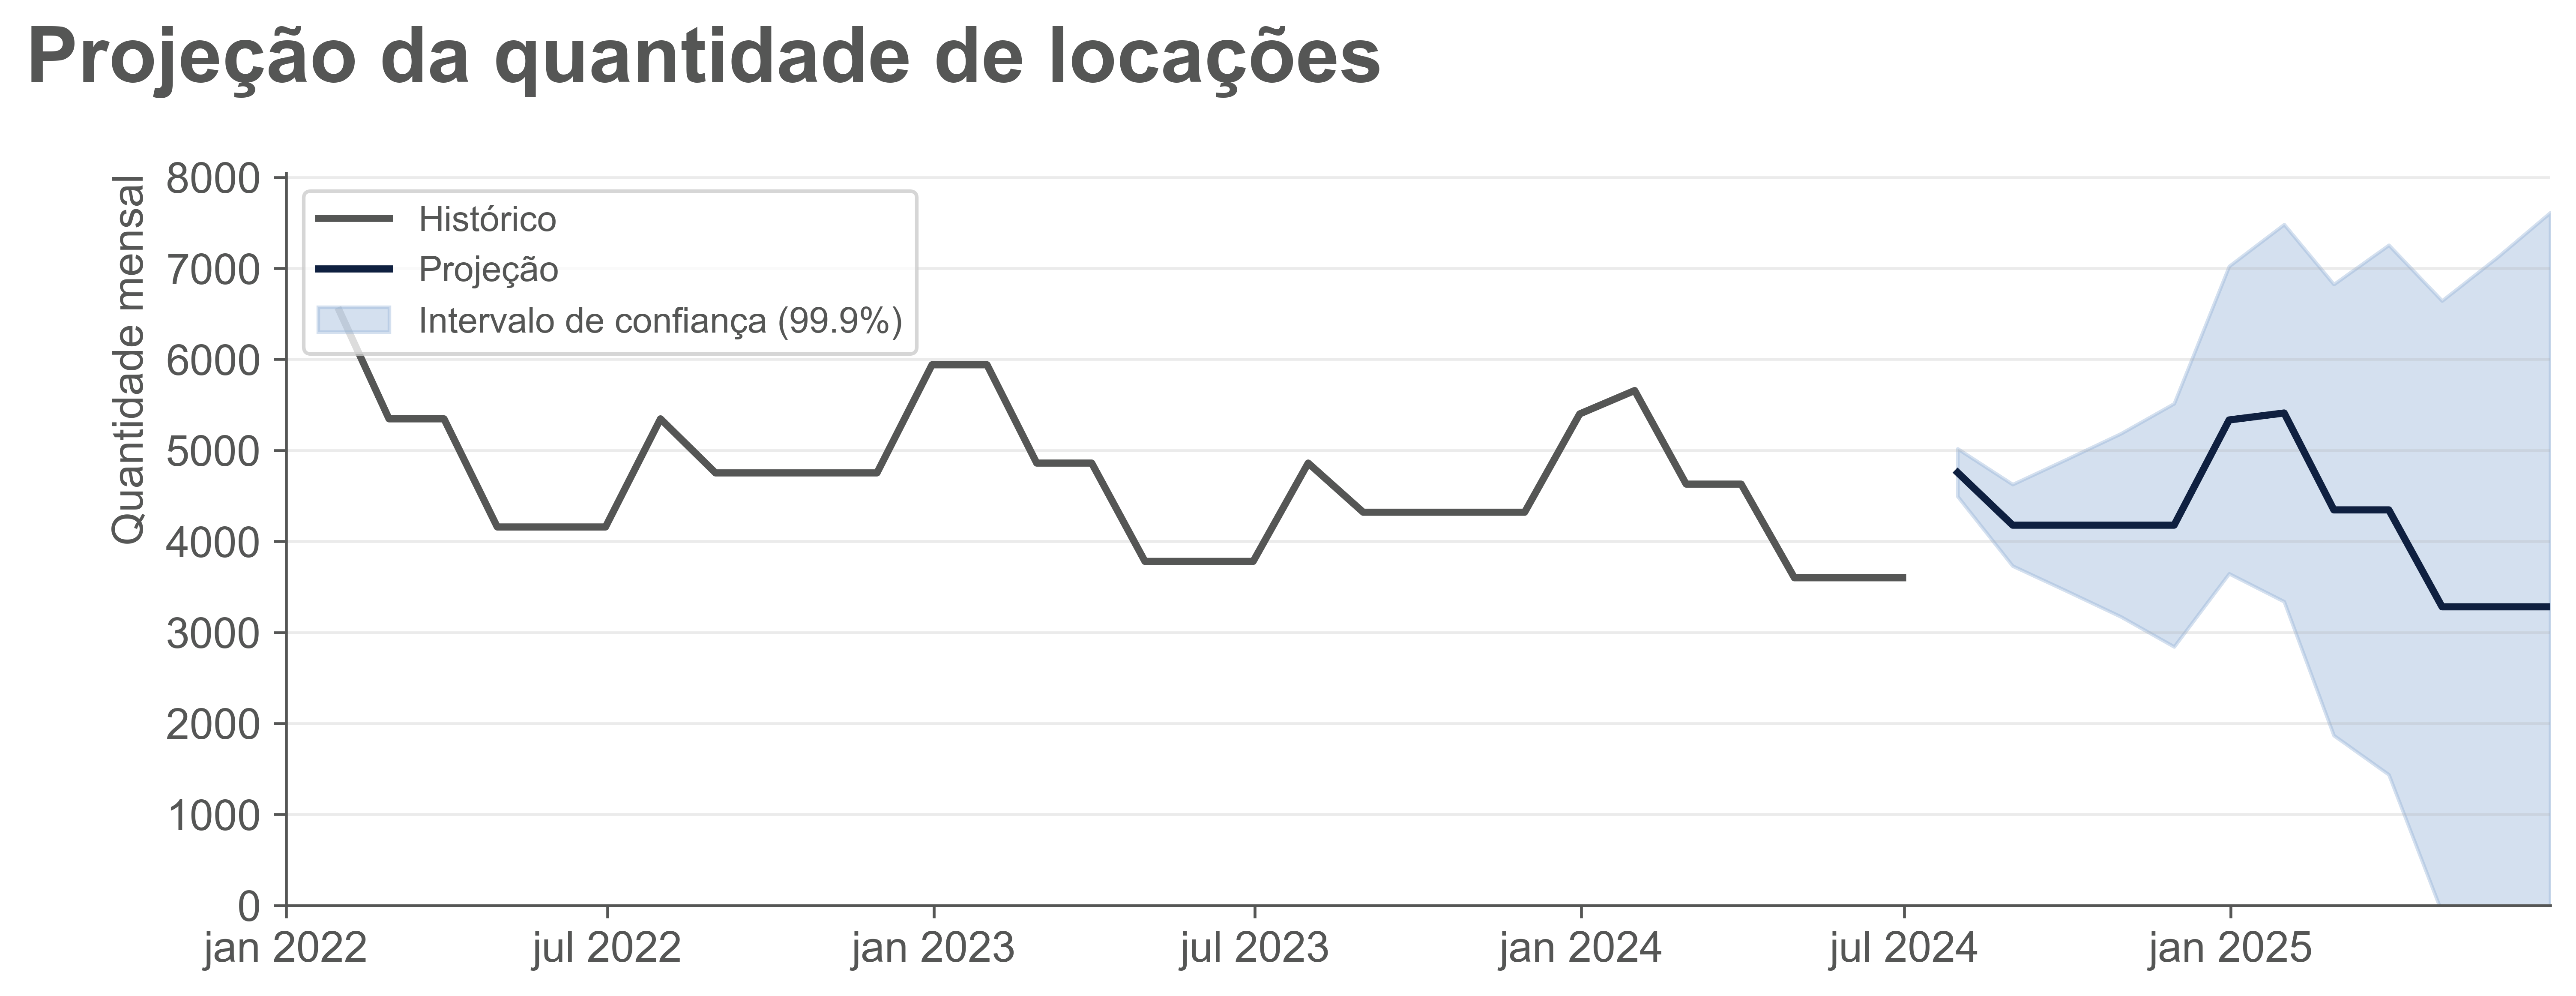 Projeção da quantidade de locações
Quantidade mensal
8000
7000
6000
5000
4000
3000
2000
1000
0
Histórico
Projeção
Intervalo de confiança (99.9%)
jan 2022
jul 2022
jan 2023
jul 2023
jan 2024
jul 2024
jan 2025